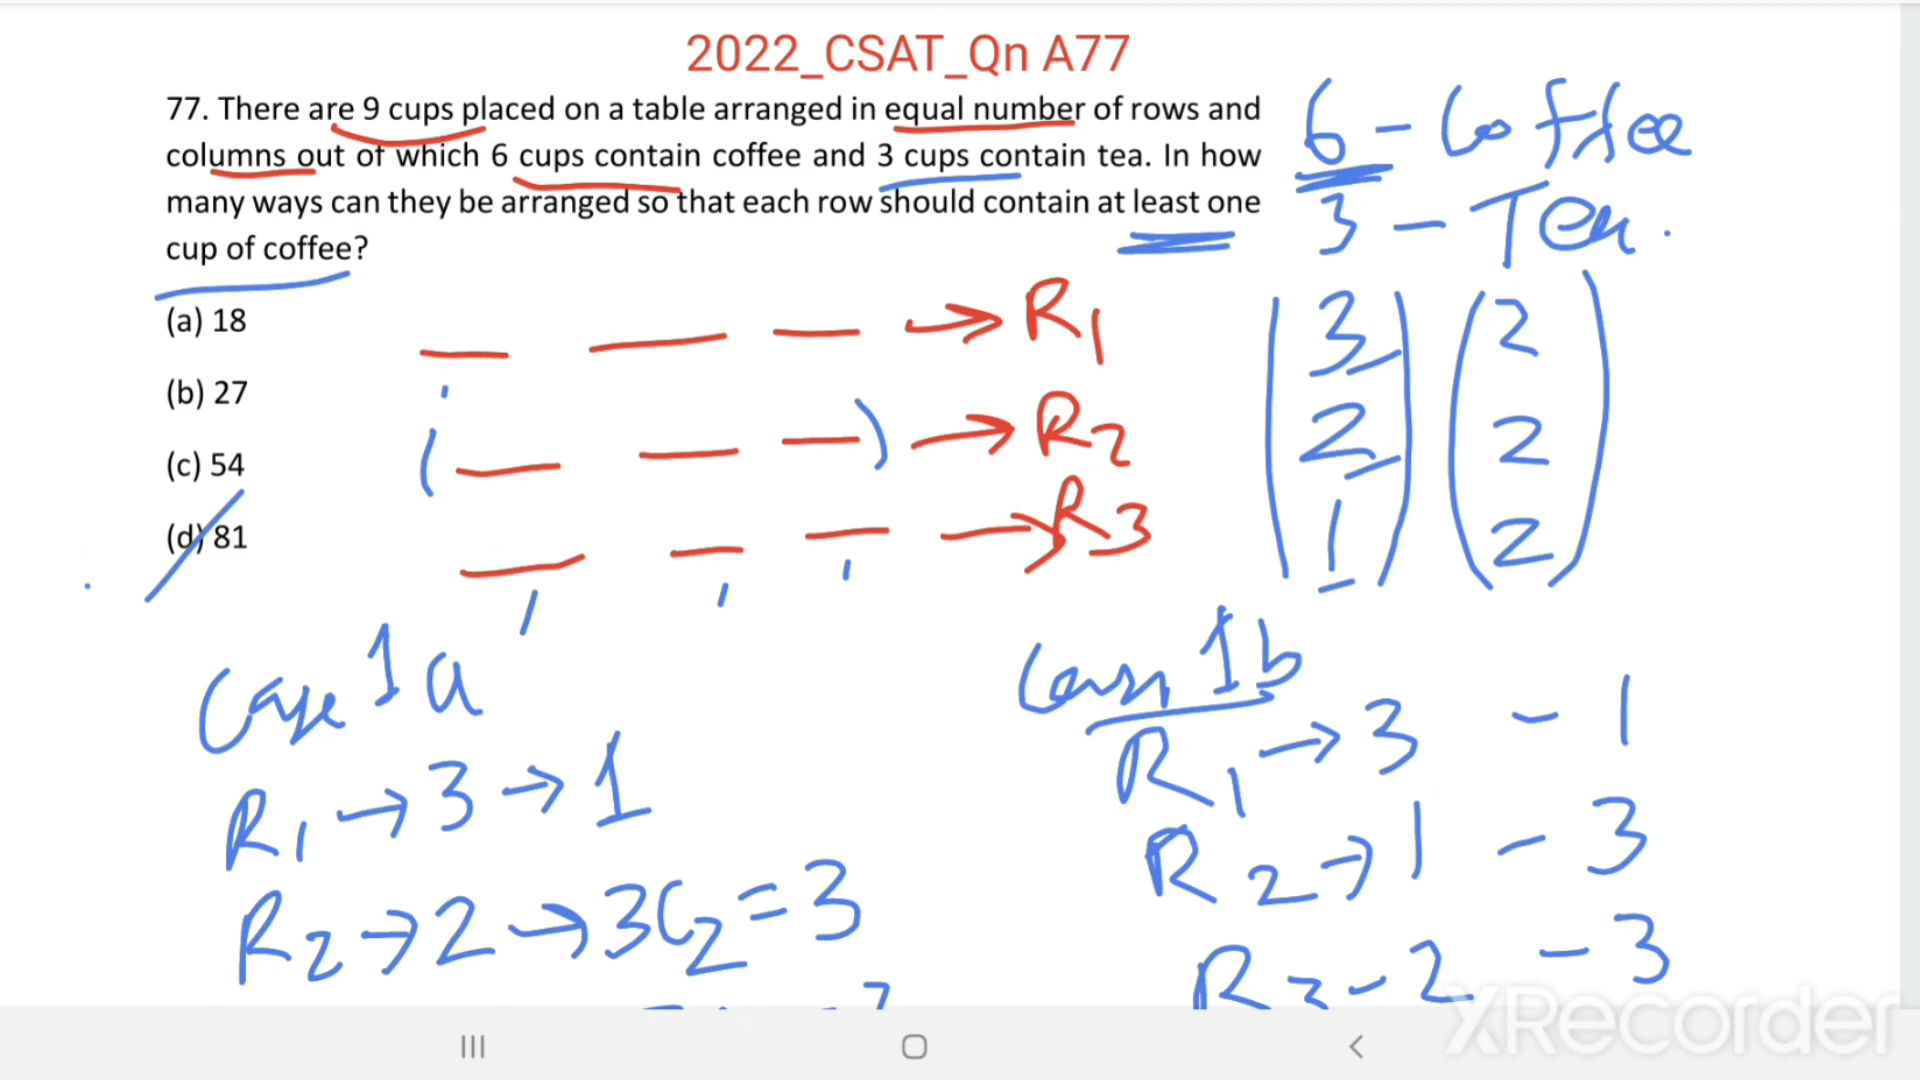 2022_CSAT_Qn A77
77. There are 9 cups placed on a table arranged in equal number of rows and
columns out of which 6 cups contain coffee and 3 cups contain tea. In how
many ways can they be arranged so that each row should contain at least one
cup of coffee?
(a) 18
(b) 27
(c) 54
(d) 81
6 - Coffee
3 - Tea.
→ R1
→ R2
→ R3
3 2
2 2
1 2
Case 1a
R1 → 3 → 1
R2 → 2 → 3C2 = 3
Case 1b
R1 → 3 - 1
R2 → 1 - 3
R3 - 2 - 3
XRecorder